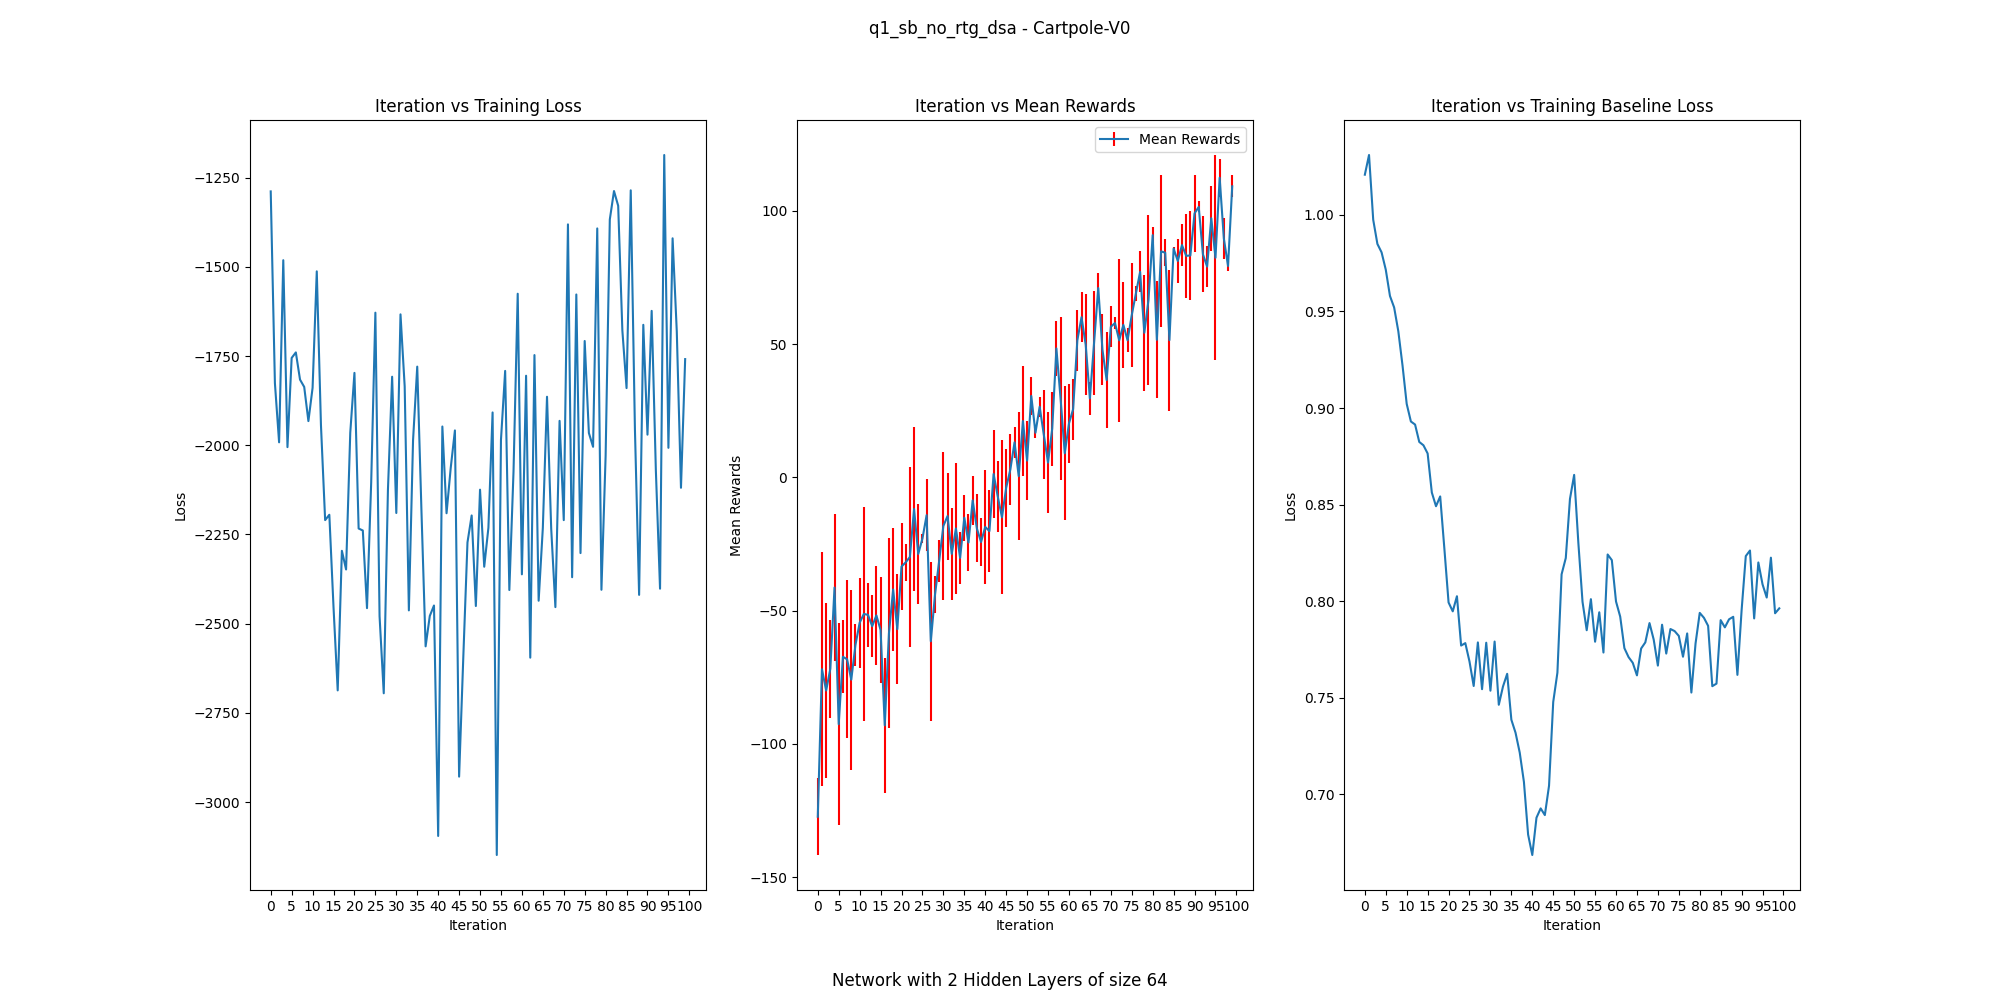 q1_sb_no_rtg_dsa - Cartpole-V0
Iteration vs Training Loss
Loss
−1250
−1500
−1750
−2000
−2250
−2500
−2750
−3000
0 5 10 15 20 25 30 35 40 45 50 55 60 65 70 75 80 85 90 95 100
Iteration
Iteration vs Mean Rewards
Mean Rewards
Mean Rewards
100
50
0
−50
−100
−150
0 5 10 15 20 25 30 35 40 45 50 55 60 65 70 75 80 85 90 95 100
Iteration
Iteration vs Training Baseline Loss
Loss
1.00
0.95
0.90
0.85
0.80
0.75
0.70
0 5 10 15 20 25 30 35 40 45 50 55 60 65 70 75 80 85 90 95 100
Iteration
Network with 2 Hidden Layers of size 64